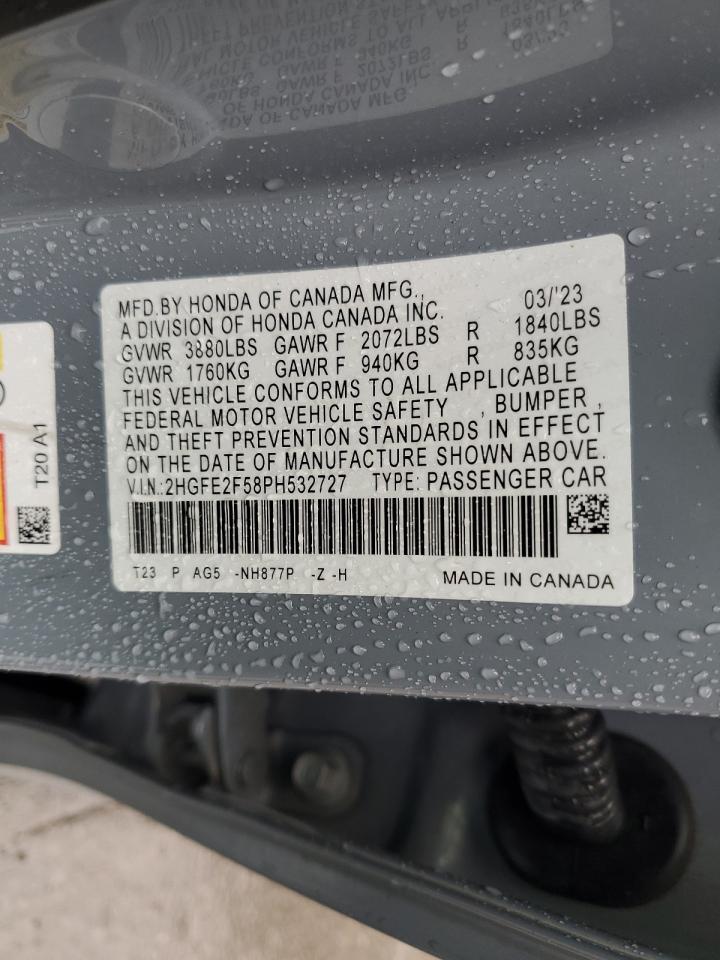 MFD.BY HONDA OF CANADA MFG., 03/'23
A DIVISION OF HONDA CANADA INC.
GVWR 3880LBS GAWR F 2072LBS R 1840LBS
GVWR 1760KG GAWR F 940KG R 835KG
THIS VEHICLE CONFORMS TO ALL APPLICABLE
FEDERAL MOTOR VEHICLE SAFETY , BUMPER ,
AND THEFT PREVENTION STANDARDS IN EFFECT
ON THE DATE OF MANUFACTURE SHOWN ABOVE.
V.I.N.:2HGFE2F58PH532727 TYPE: PASSENGER CAR
T23 P AG5 -NH877P -Z -H MADE IN CANADA
T20 A1